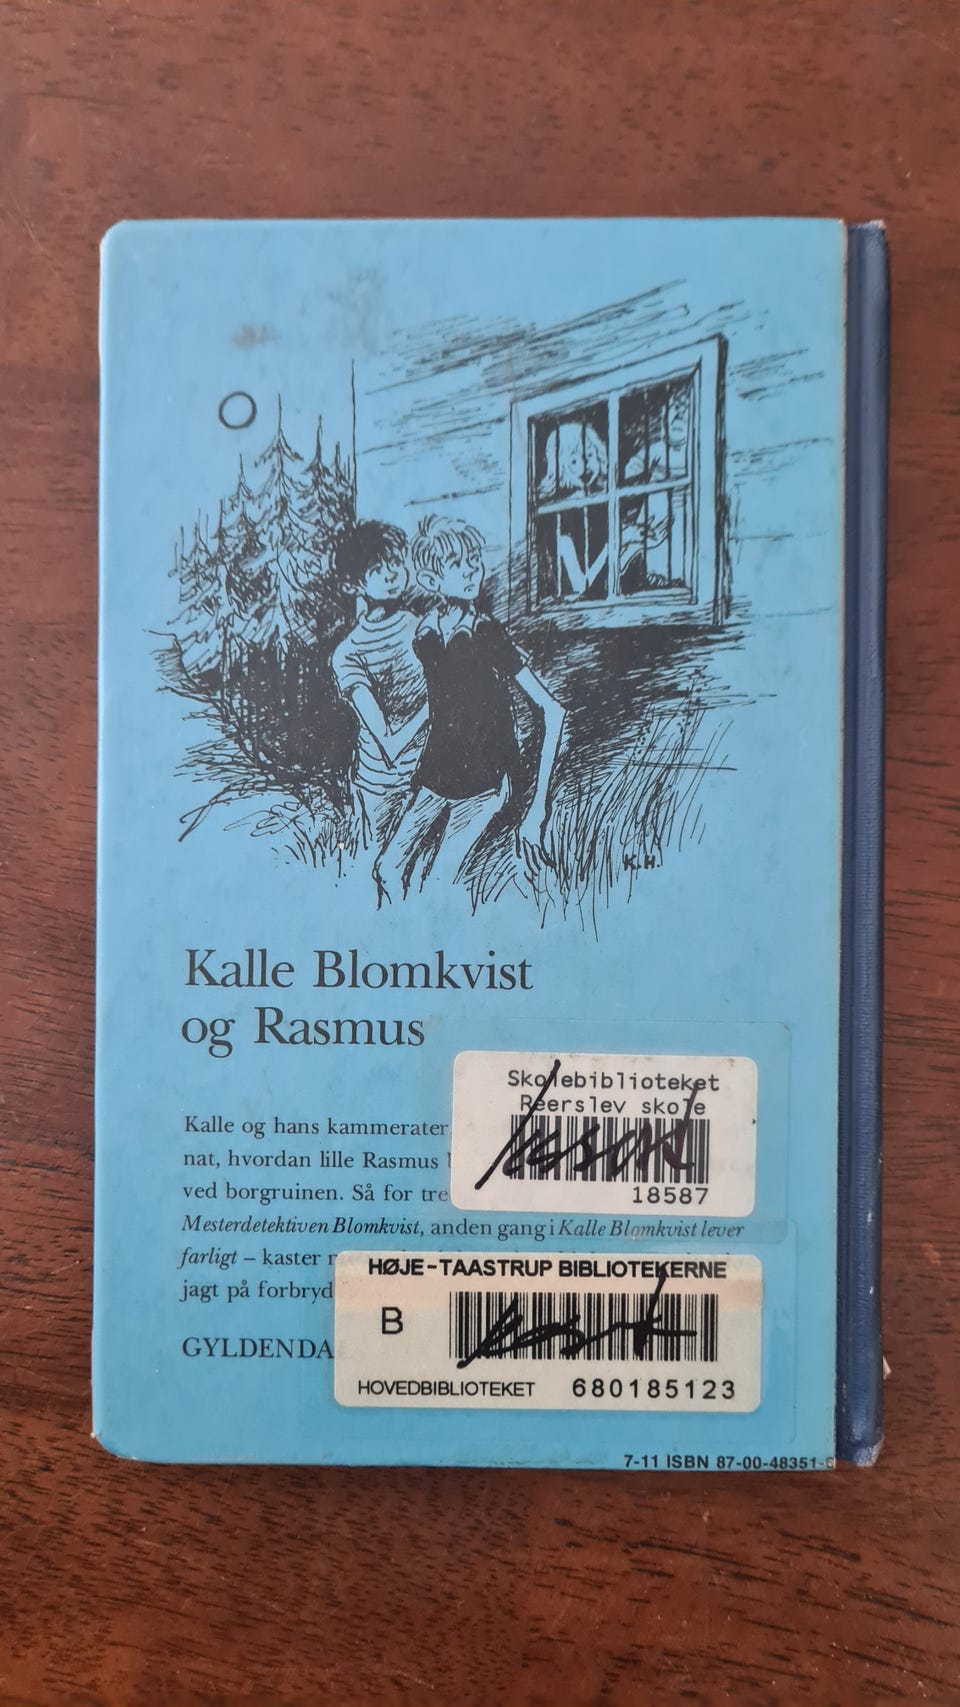 K.H.
Kalle Blomkvist
og Rasmus
Kalle og hans kammerater
nat, hvordan lille Rasmus
ved borgruinen. Så for tre
Mesterdetektiven Blomkvist, anden gang i Kalle Blomkvist lever
farligt – kaster
jagt på forbryd
GYLDENDA
Skolebiblioteket
Reerslev skole
18587
HØJE-TAASTRUP BIBLIOTEKERNE
B
HOVEDBIBLIOTEKET 680185123
7-11 ISBN 87-00-48351-